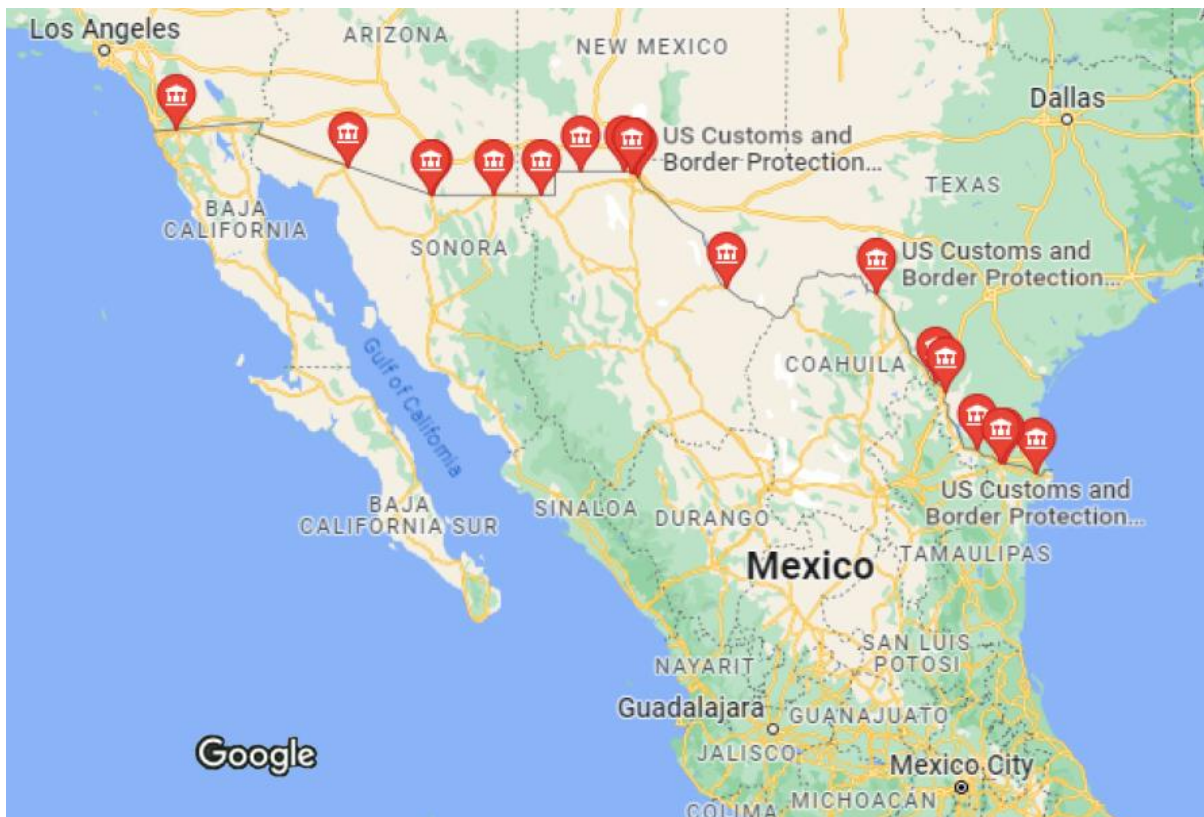 Los Angeles
ARIZONA
NEW MEXICO
Dallas
US Customs and
Border Protection...
TEXAS
BAJA
CALIFORNIA
SONORA
US Customs and
Border Protection...
Gulf of California
COAHUILA
BAJA
CALIFORNIA SUR
SINALOA
DURANGO
US Customs and
Border Protection...
TAMAULIPAS
Mexico
NAYARIT
SAN LUIS
POTOSI
Guadalajara
GUANAJUATO
Google
JALISCO
Mexico City
COLIMA
MICHOACÁN